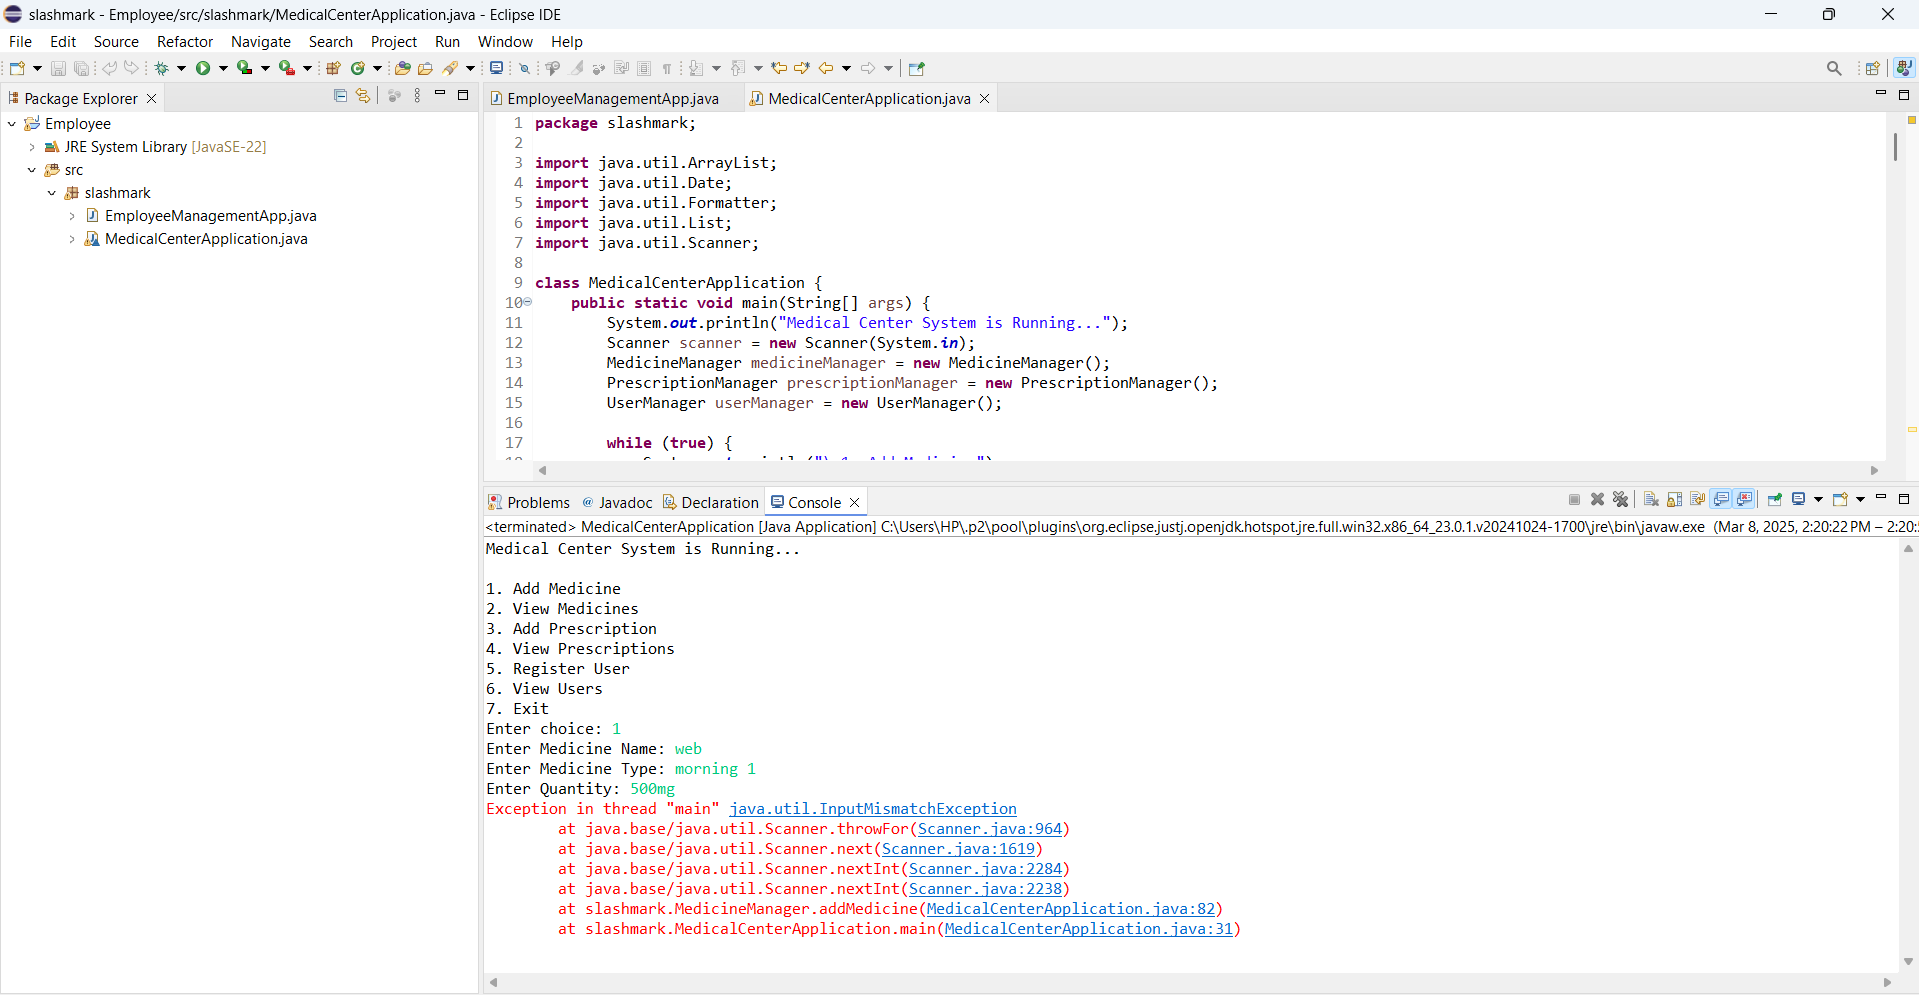 slashmark - Employee/src/slashmark/MedicalCenterApplication.java - Eclipse IDE
File Edit Source Refactor Navigate Search Project Run Window Help
Package Explorer
Employee
JRE System Library [JavaSE-22]
src
slashmark
EmployeeManagementApp.java
MedicalCenterApplication.java
EmployeeManagementApp.java MedicalCenterApplication.java
1 package slashmark;
2
3 import java.util.ArrayList;
4 import java.util.Date;
5 import java.util.Formatter;
6 import java.util.List;
7 import java.util.Scanner;
8
9 class MedicalCenterApplication {
10 public static void main(String[] args) {
11 System.out.println("Medical Center System is Running...");
12 Scanner scanner = new Scanner(System.in);
13 MedicineManager medicineManager = new MedicineManager();
14 PrescriptionManager prescriptionManager = new PrescriptionManager();
15 UserManager userManager = new UserManager();
16
17 while (true) {
Problems @ Javadoc Declaration Console
<terminated> MedicalCenterApplication [Java Application] C:\Users\HP\.p2\pool\plugins\org.eclipse.justj.openjdk.hotspot.jre.full.win32.x86_64_23.0.1.v20241024-1700\jre\bin\javaw.exe (Mar 8, 2025, 2:20:22 PM – 2:20:
Medical Center System is Running...
1. Add Medicine
2. View Medicines
3. Add Prescription
4. View Prescriptions
5. Register User
6. View Users
7. Exit
Enter choice: 1
Enter Medicine Name: web
Enter Medicine Type: morning 1
Enter Quantity: 500mg
Exception in thread "main" java.util.InputMismatchException
at java.base/java.util.Scanner.throwFor(Scanner.java:964)
at java.base/java.util.Scanner.next(Scanner.java:1619)
at java.base/java.util.Scanner.nextInt(Scanner.java:2284)
at java.base/java.util.Scanner.nextInt(Scanner.java:2238)
at slashmark.MedicineManager.addMedicine(MedicalCenterApplication.java:82)
at slashmark.MedicalCenterApplication.main(MedicalCenterApplication.java:31)